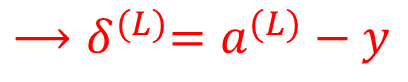 ⟶ δ^(L) = a^(L) − y